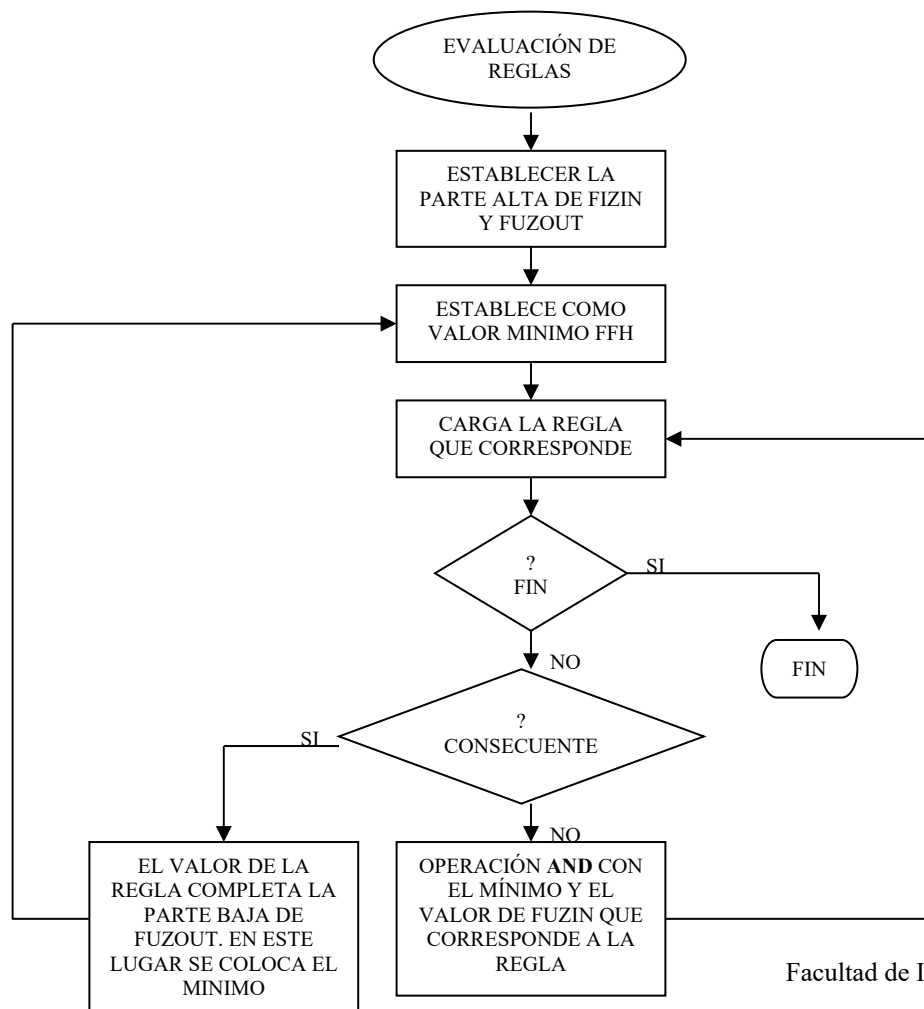 EVALUACIÓN DE
REGLAS
ESTABLECER LA
PARTE ALTA DE FIZIN
Y FUZOUT
ESTABLECE COMO
VALOR MINIMO FFH
CARGA LA REGLA
QUE CORRESPONDE
?
FIN
SI
FIN
NO
?
CONSECUENTE
SI
NO
EL VALOR DE LA
REGLA COMPLETA LA
PARTE BAJA DE
FUZOUT. EN ESTE
LUGAR SE COLOCA EL
MINIMO
OPERACIÓN AND CON
EL MÍNIMO Y EL
VALOR DE FUZIN QUE
CORRESPONDE A LA
REGLA
Facultad de I